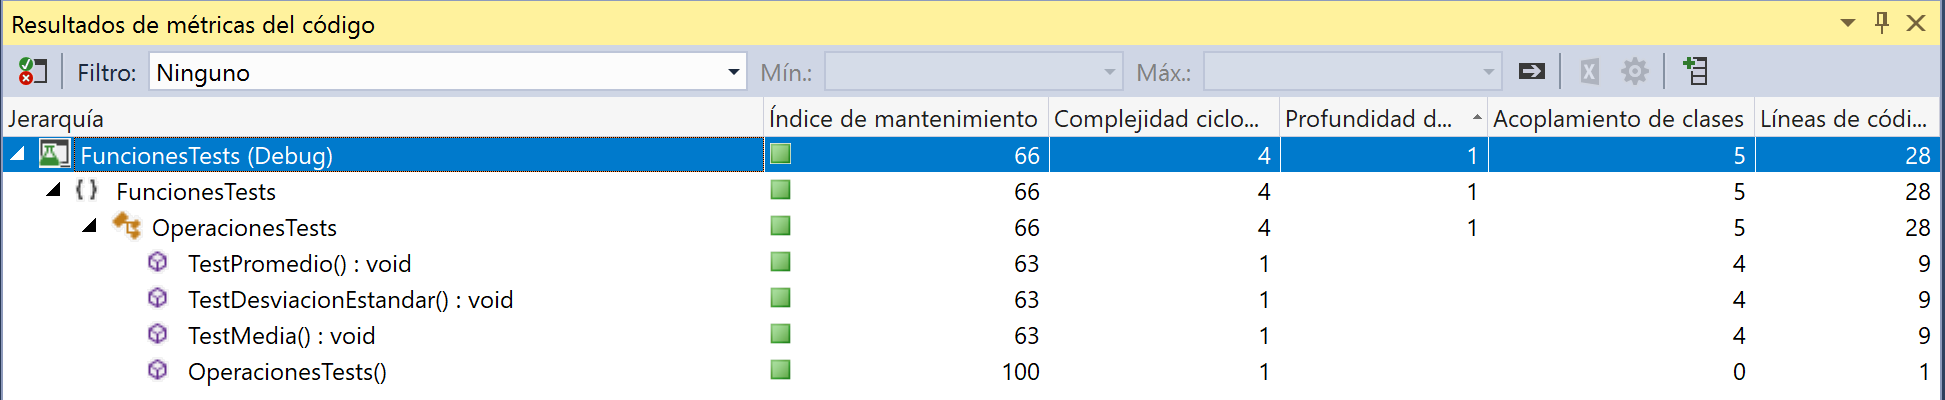 Resultados de métricas del código
Filtro: Ninguno Mín.: Máx.:
Jerarquía Índice de mantenimiento Complejidad ciclo... Profundidad d... Acoplamiento de clases Líneas de códi...
FuncionesTests (Debug) 66 4 1 5 28
{ } FuncionesTests 66 4 1 5 28
OperacionesTests 66 4 1 5 28
TestPromedio() : void 63 1 4 9
TestDesviacionEstandar() : void 63 1 4 9
TestMedia() : void 63 1 4 9
OperacionesTests() 100 1 0 1